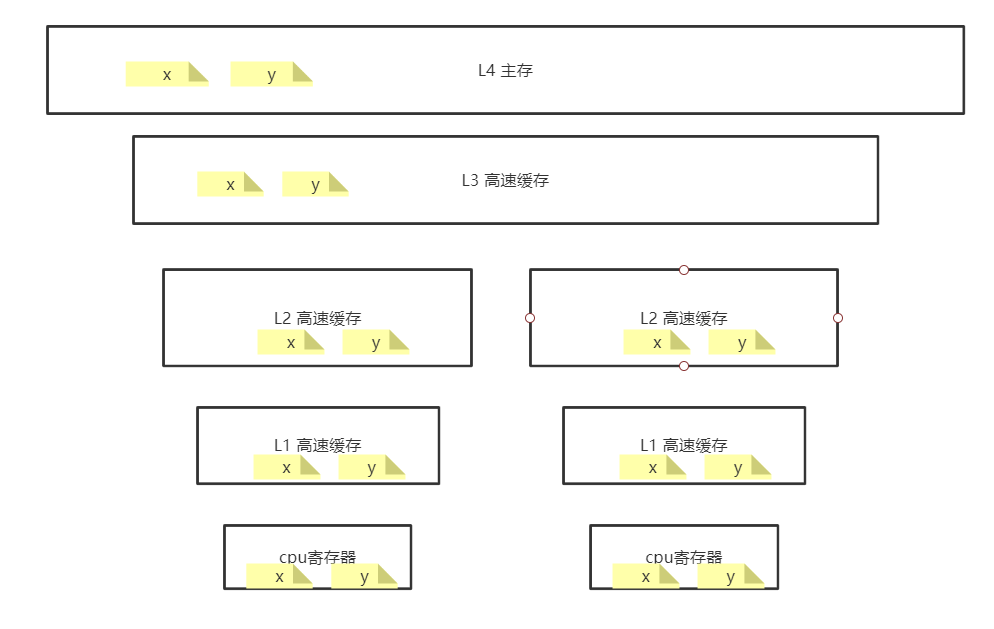 x y L4 主存
x y L3 高速缓存
L2 高速缓存
x y
L2 高速缓存
x y
L1 高速缓存
x y
L1 高速缓存
x y
cpu寄存器
x y
cpu寄存器
x y